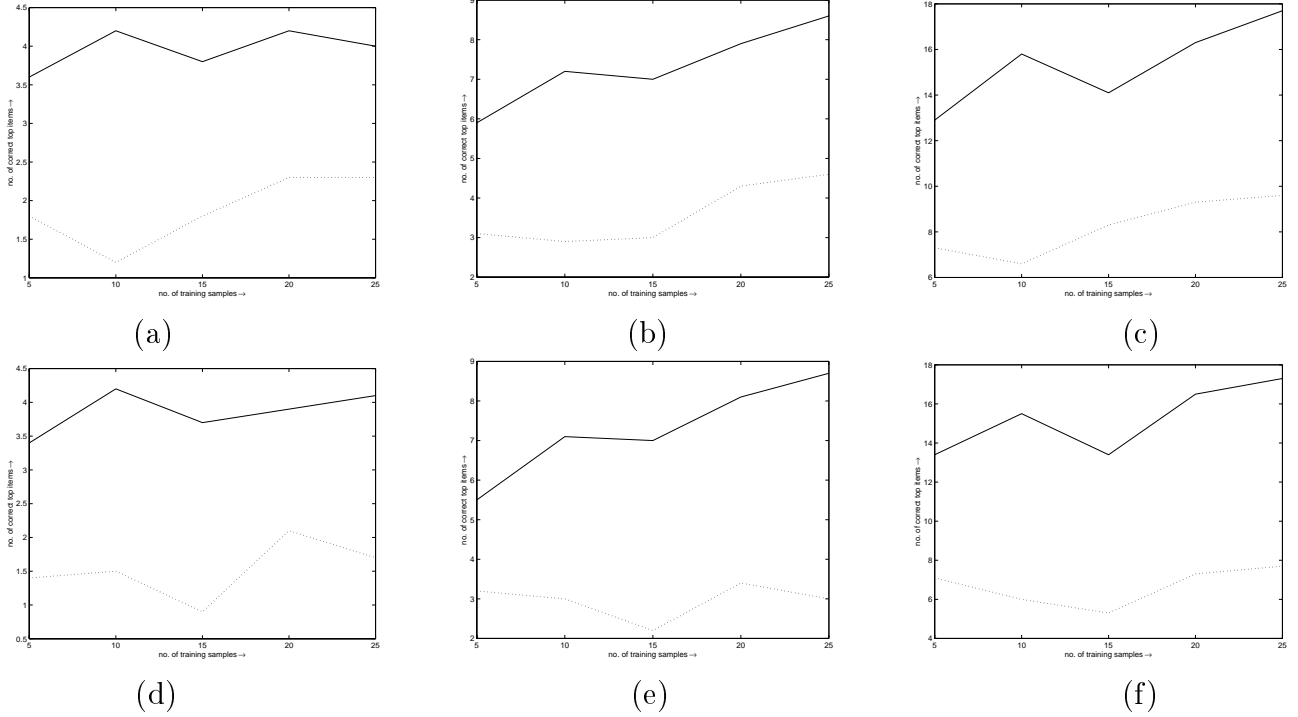 4.5
4
3.5
3
2.5
2
1.5
1
5 10 15 20 25
no. of correct top items →
no. of training samples →
(a)
9
8
7
6
5
4
3
2
5 10 15 20 25
no. of correct top items →
no. of training samples →
(b)
18
16
14
12
10
8
6
5 10 15 20 25
no. of correct top items →
no. of training samples →
(c)
4.5
4
3.5
3
2.5
2
1.5
1
0.5
5 10 15 20 25
no. of correct top items →
no. of training samples →
(d)
9
8
7
6
5
4
3
2
5 10 15 20 25
no. of correct top items →
no. of training samples →
(e)
18
16
14
12
10
8
6
4
5 10 15 20 25
no. of correct top items →
no. of training samples →
(f)